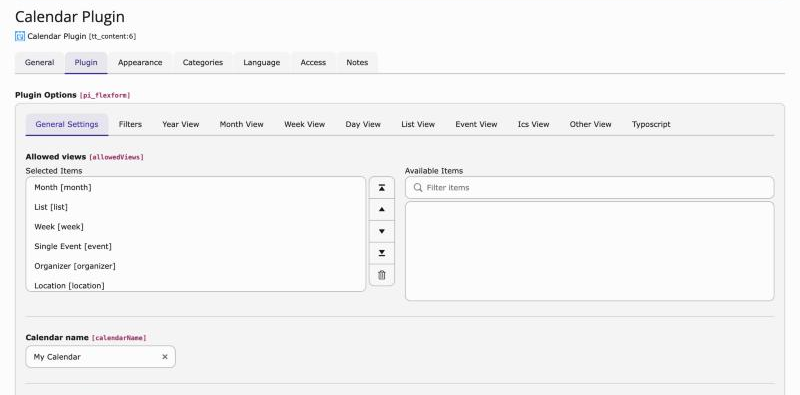 Calendar Plugin
Calendar Plugin [tt_content:6]
General Plugin Appearance Categories Language Access Notes
Plugin Options [pi_flexform]
General Settings Filters Year View Month View Week View Day View List View Event View Ics View Other View Typoscript
Allowed views [allowedViews]
Selected Items Available Items
Filter items
Month [month]
List [list]
Week [week]
Single Event [event]
Organizer [organizer]
Location [location]
Calendar name [calendarName]
My Calendar